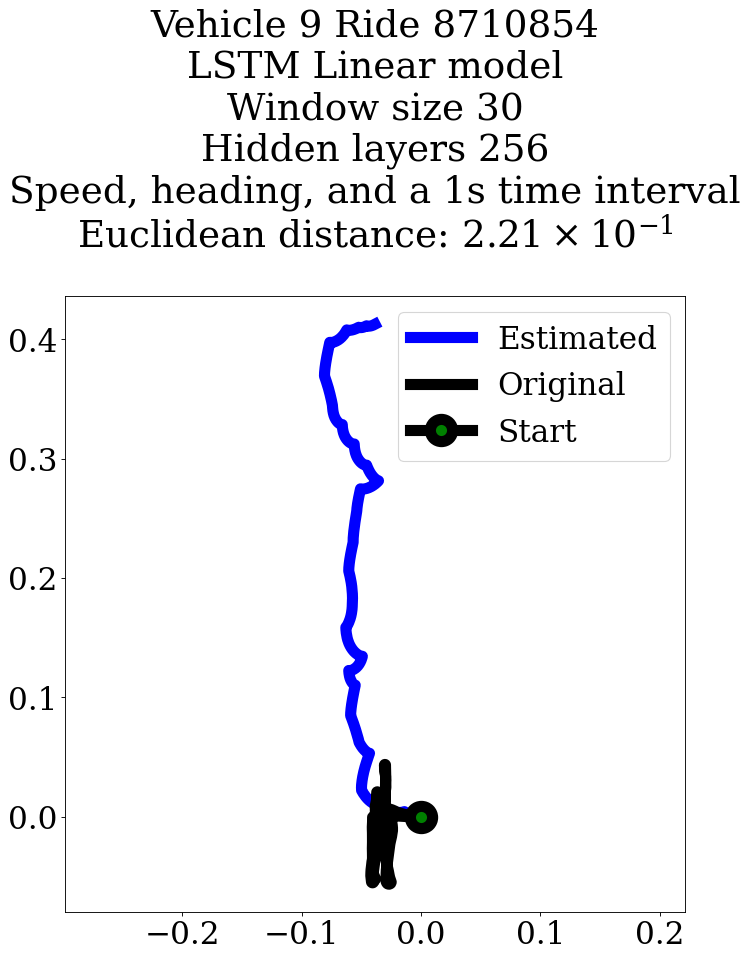 Vehicle 9 Ride 8710854
LSTM Linear model
Window size 30
Hidden layers 256
Speed, heading, and a 1s time interval
Euclidean distance: 2.21 × 10⁻¹
Estimated
Original
Start
0.4
0.3
0.2
0.1
0.0
−0.2 −0.1 0.0 0.1 0.2